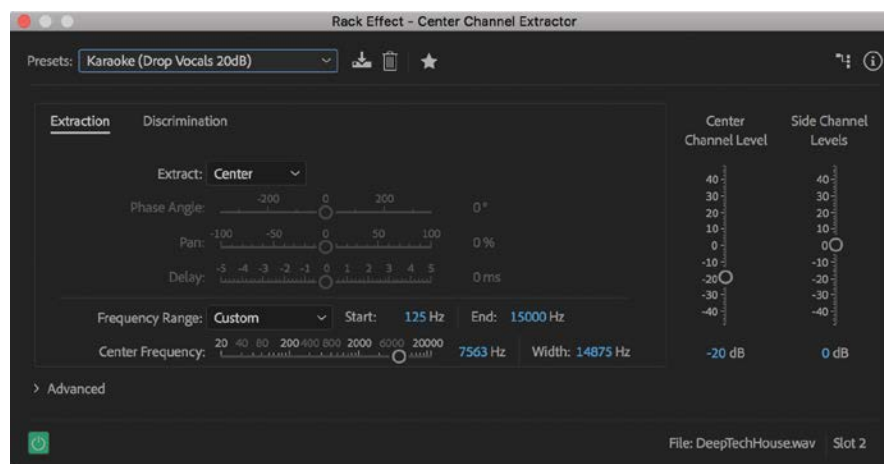 Rack Effect - Center Channel Extractor
Presets: Karaoke (Drop Vocals 20dB)
Extraction Discrimination
Center Channel Level
Side Channel Levels
Extract: Center
-200 0 200
Phase Angle: 0°
-100 -50 0 50 100
Pan: 0 %
-5 -4 -3 -2 -1 0 1 2 3 4 5
Delay: 0 ms
Frequency Range: Custom Start: 125 Hz End: 15000 Hz
20 40 80 200 400 800 2000 6000 20000
Center Frequency: 7563 Hz Width: 14875 Hz
40 40
30 30
20 20
10 10
0 0
-10 -10
-20 -20
-30 -30
-40 -40
-20 dB 0 dB
> Advanced
File: DeepTechHouse.wav Slot 2